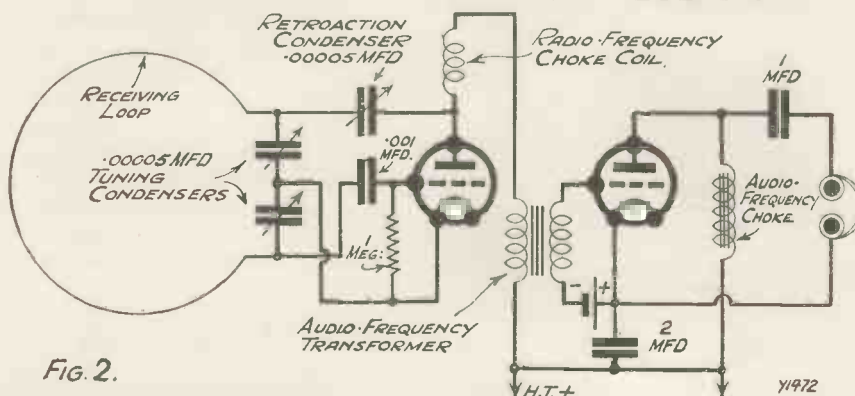 RETROACTION
CONDENSER
.00005 MFD
RADIO-FREQUENCY
CHOKE COIL.
1
MFD
RECEIVING
LOOP
.00005 MFD
TUNING
CONDENSERS
.001
MFD.
1
MEG:
AUDIO-
FREQUENCY
CHOKE
- +
AUDIO-FREQUENCY
TRANSFORMER
2
MFD
FIG. 2.
H.T.+
Y1972